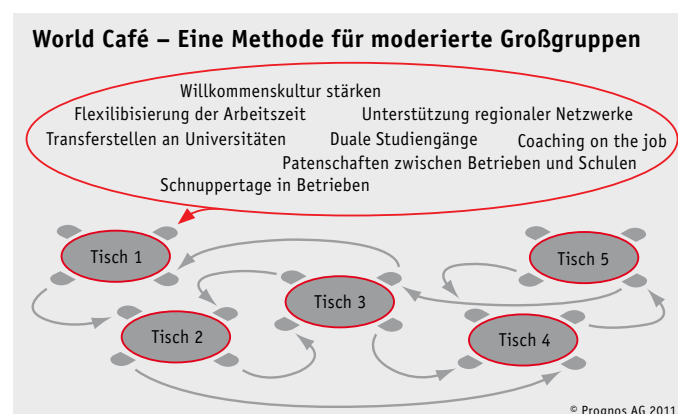 World Café – Eine Methode für moderierte Großgruppen
Willkommenskultur stärken
Flexilibisierung der Arbeitszeit Unterstützung regionaler Netzwerke
Transferstellen an Universitäten Duale Studiengänge Coaching on the job
Patenschaften zwischen Betrieben und Schulen
Schnuppertage in Betrieben
Tisch 1
Tisch 5
Tisch 3
Tisch 2
Tisch 4
© Prognos AG 2011